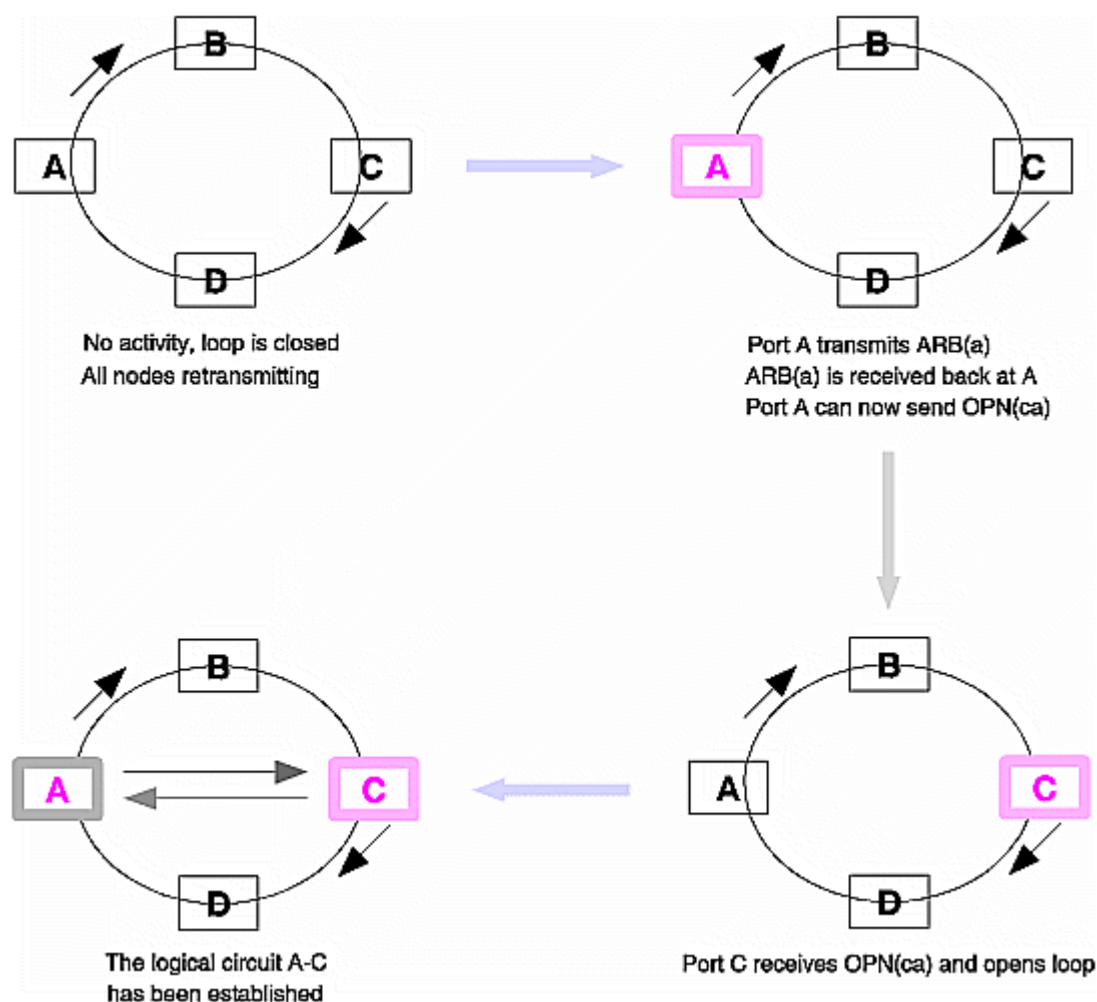 B
A
C
D
No activity, loop is closed
All nodes retransmitting
B
A
C
D
Port A transmits ARB(a)
ARB(a) is received back at A
Port A can now send OPN(ca)
B
A
C
D
Port C receives OPN(ca) and opens loop
B
A
C
D
The logical circuit A-C
has been established